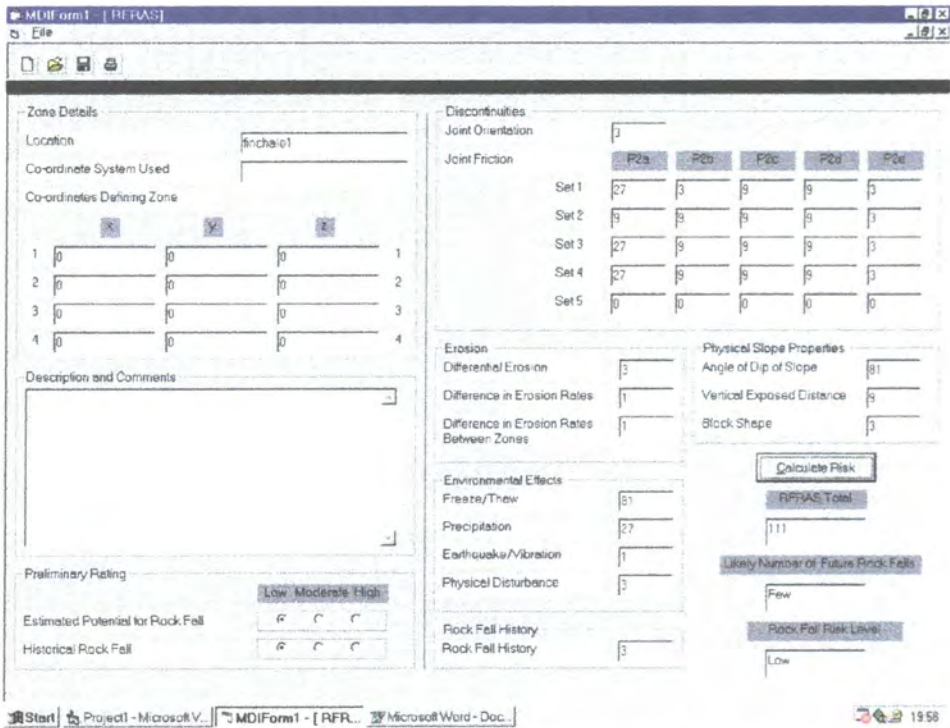 MDIForm1 - [ RFRAS]
File
Zone Details
Location finchale1
Co-ordinate System Used
Co-ordinetes Defining Zone
x y z
1 0 0 0 1
2 0 0 0 2
3 0 0 0 3
4 0 0 0 4
Description and Comments
Preliminary Rating
Low Moderate High
Estimated Potential for Rock Fall
Historical Rock Fall
Discontinuities
Joint Orientation 3
Joint Friction P2a P2b P2c P2d P2e
Set 1 27 3 9 9 3
Set 2 9 9 9 9 3
Set 3 27 9 9 9 3
Set 4 27 9 9 9 3
Set 5 0 0 0 0 0
Erosion
Differential Erosion 3
Difference in Erosion Rates 1
Difference in Erosion Rates 1
Between Zones
Physical Slope Properties
Angle of Dip of Slope 81
Vertical Exposed Distance 9
Block Shape 3
Environmental Effects
Freeze/Thaw 81
Precipitation 27
Earthquake/Vibration 1
Physical Disturbance 3
Rock Fall History
Rock Fall History 3
Calculate Risk
RFRAS Total
111
Likely Number of Future Rock Falls
Few
Rock Fall Risk Level
Low
Start Project1 - Microsoft V... MDIForm1 - [ RFR... Microsoft Word - Doc... 19:58